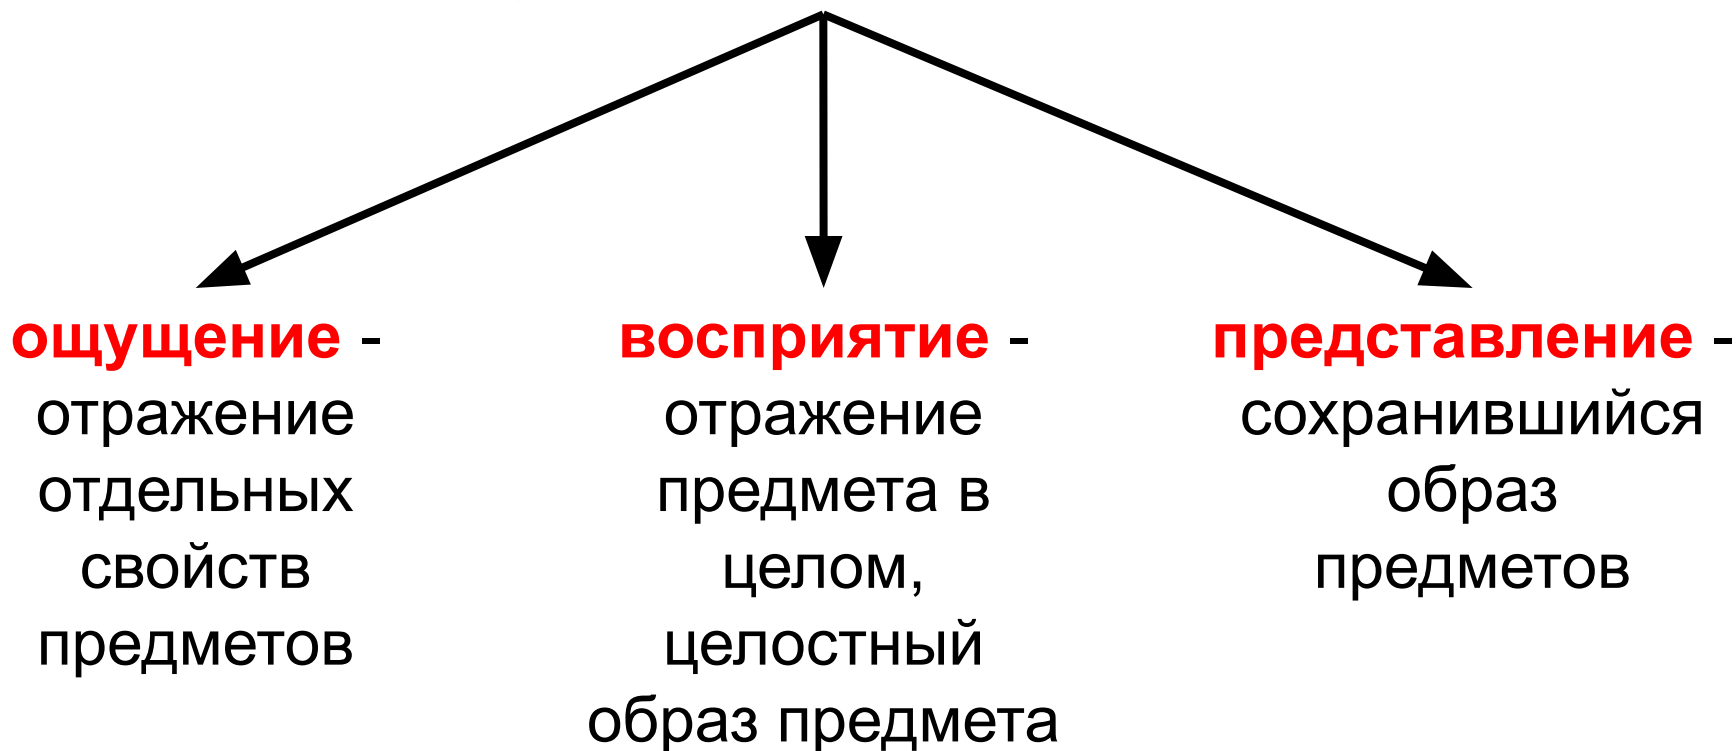 ощущение -
отражение
отдельных
свойств
предметов
восприятие -
отражение
предмета в
целом,
целостный
образ предмета
представление -
сохранившийся
образ
предметов